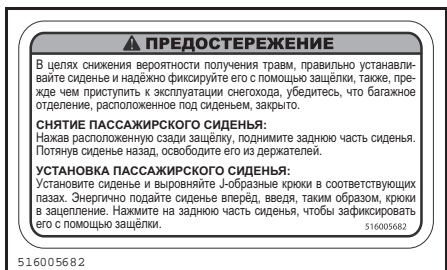 ПРЕДОСТЕРЕЖЕНИЕ
В целях снижения вероятности получения травм, правильно устанавли-
вайте сиденье и надёжно фиксируйте его с помощью защёлки, также, пре-
жде чем приступить к эксплуатации снегохода, убедитесь, что багажное
отделение, расположенное под сиденьем, закрыто.
СНЯТИЕ ПАССАЖИРСКОГО СИДЕНЬЯ:
Нажав расположенную сзади защёлку, поднимите заднюю часть сиденья.
Потянув сиденье назад, освободите его из держателей.
УСТАНОВКА ПАССАЖИРСКОГО СИДЕНЬЯ:
Установите сиденье и выровняйте J-образные крюки в соответствующих
пазах. Энергично подайте сиденье вперёд, введя, таким образом, крюки
в зацепление. Нажмите на заднюю часть сиденья, чтобы зафиксировать
его с помощью защёлки. 516005682
516005682